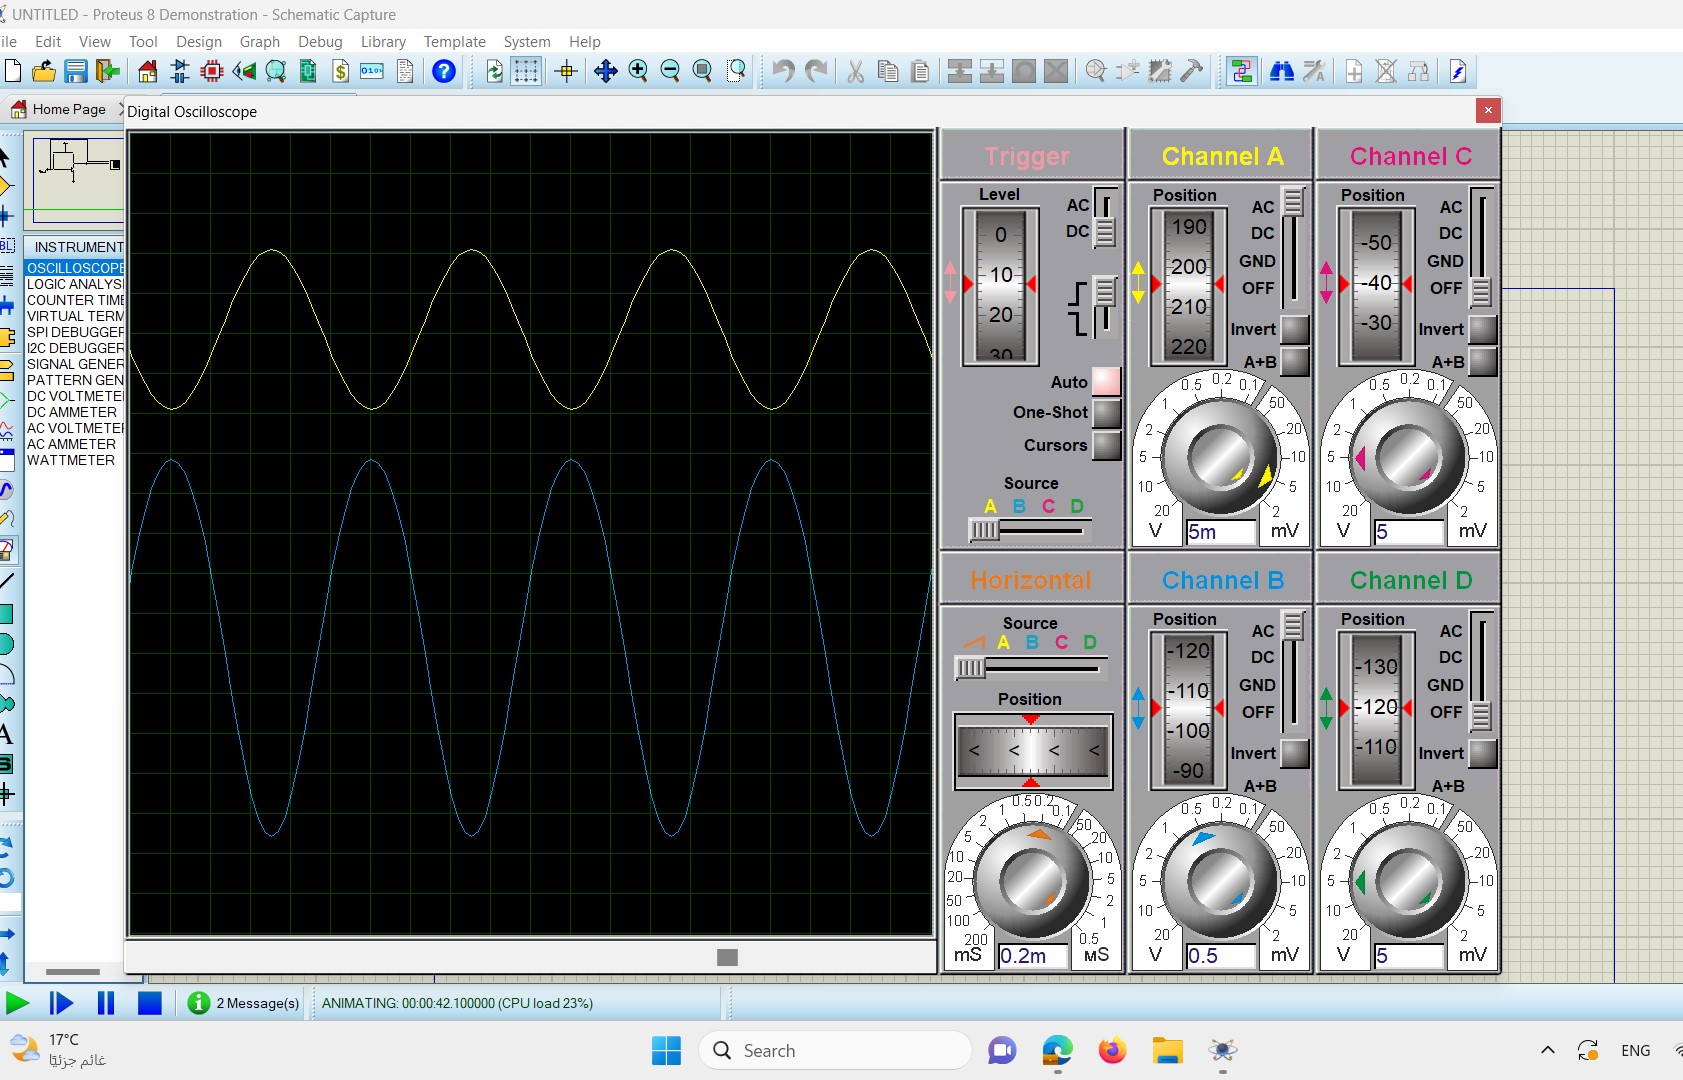 UNTITLED - Proteus 8 Demonstration - Schematic Capture
ile Edit View Tool Design Graph Debug Library Template System Help
Home Page
Digital Oscilloscope
INSTRUMENT
OSCILLOSCOPE
LOGIC ANALYS
COUNTER TIME
VIRTUAL TERM
SPI DEBUGGER
I2C DEBUGGER
SIGNAL GENER
PATTERN GEN
DC VOLTMETE
DC AMMETER
AC VOLTMETE
AC AMMETER
WATTMETER
Trigger
Level
AC
DC
0
10
20
30
Auto
One-Shot
Cursors
Source
A B C D
Channel A
Position
190
200
210
220
AC
DC
GND
OFF
Invert
A+B
20 10 5 2 1 0.5 0.2 0.1 50 20 10 5 2
V 5m mV
Channel C
Position
-50
-40
-30
AC
DC
GND
OFF
Invert
A+B
20 10 5 2 1 0.5 0.2 0.1 50 20 10 5 2
V 5 mV
Horizontal
Source
A B C D
Position
< < < <
200 100 50 20 10 5 2 1 0.5 0.2 0.1 50 20 10 5 2 1 0.5
mS 0.2m мS
Channel B
Position
-120
-110
-100
-90
AC
DC
GND
OFF
Invert
A+B
20 10 5 2 1 0.5 0.2 0.1 50 20 10 5 2
V 0.5 mV
Channel D
Position
-130
-120
-110
AC
DC
GND
OFF
Invert
A+B
20 10 5 2 1 0.5 0.2 0.1 50 20 10 5 2
V 5 mV
2 Message(s)
ANIMATING: 00:00:42.100000 (CPU load 23%)
17°C
غائم جزئيًا
Search
ENG